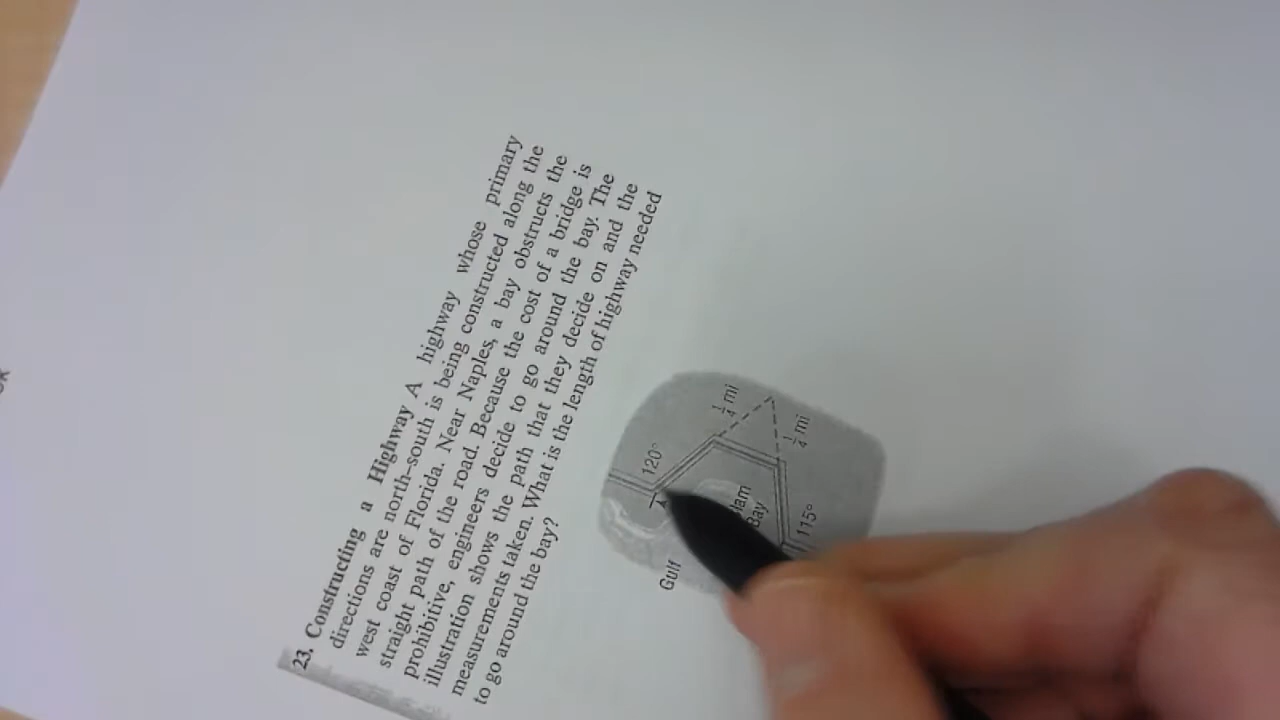 23. Constructing a Highway A highway whose primary
directions are north–south is being constructed along the
west coast of Florida. Near Naples, a bay obstructs the
straight path of the road. Because the cost of a bridge is
prohibitive, engineers decide to go around the bay. The
illustration shows the path that they decide on and the
measurements taken. What is the length of highway needed
to go around the bay?
120°
1/4 mi
1/4 mi
115°
Bay
Gulf